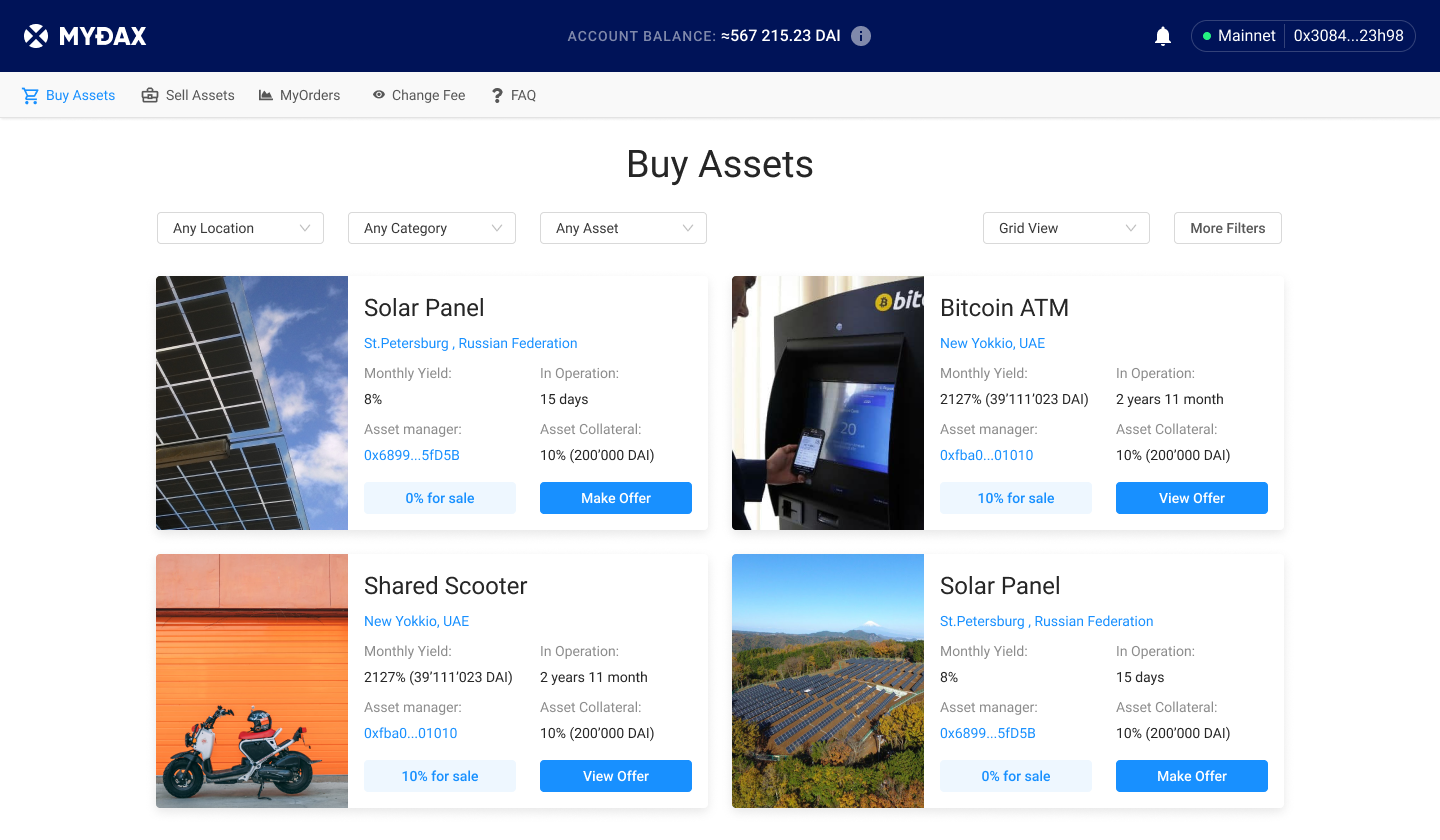 MYĐAX
ACCOUNT BALANCE: ≈567 215.23 DAI
Mainnet 0x3084...23h98
Buy Assets Sell Assets MyOrders Change Fee ? FAQ
Buy Assets
Any Location Any Category Any Asset Grid View More Filters
Solar Panel
St.Petersburg , Russian Federation
Monthly Yield: In Operation:
8% 15 days
Asset manager: Asset Collateral:
0x6899...5fD5B 10% (200’000 DAI)
0% for sale Make Offer
bit
20
Bitcoin ATM
New Yokkio, UAE
Monthly Yield: In Operation:
2127% (39’111’023 DAI) 2 years 11 month
Asset manager: Asset Collateral:
0xfba0...01010 10% (200’000 DAI)
10% for sale View Offer
Shared Scooter
New Yokkio, UAE
Monthly Yield: In Operation:
2127% (39’111’023 DAI) 2 years 11 month
Asset manager: Asset Collateral:
0xfba0...01010 10% (200’000 DAI)
10% for sale View Offer
Solar Panel
St.Petersburg , Russian Federation
Monthly Yield: In Operation:
8% 15 days
Asset manager: Asset Collateral:
0x6899...5fD5B 10% (200’000 DAI)
0% for sale Make Offer